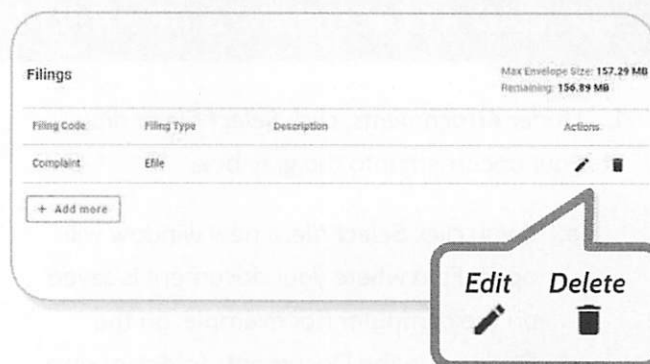 Filings
Max Envelope Size: 157.29 MB
Remaining: 156.89 MB
Filing Code Filing Type Description Actions
Complaint Efile
+ Add more
Edit Delete